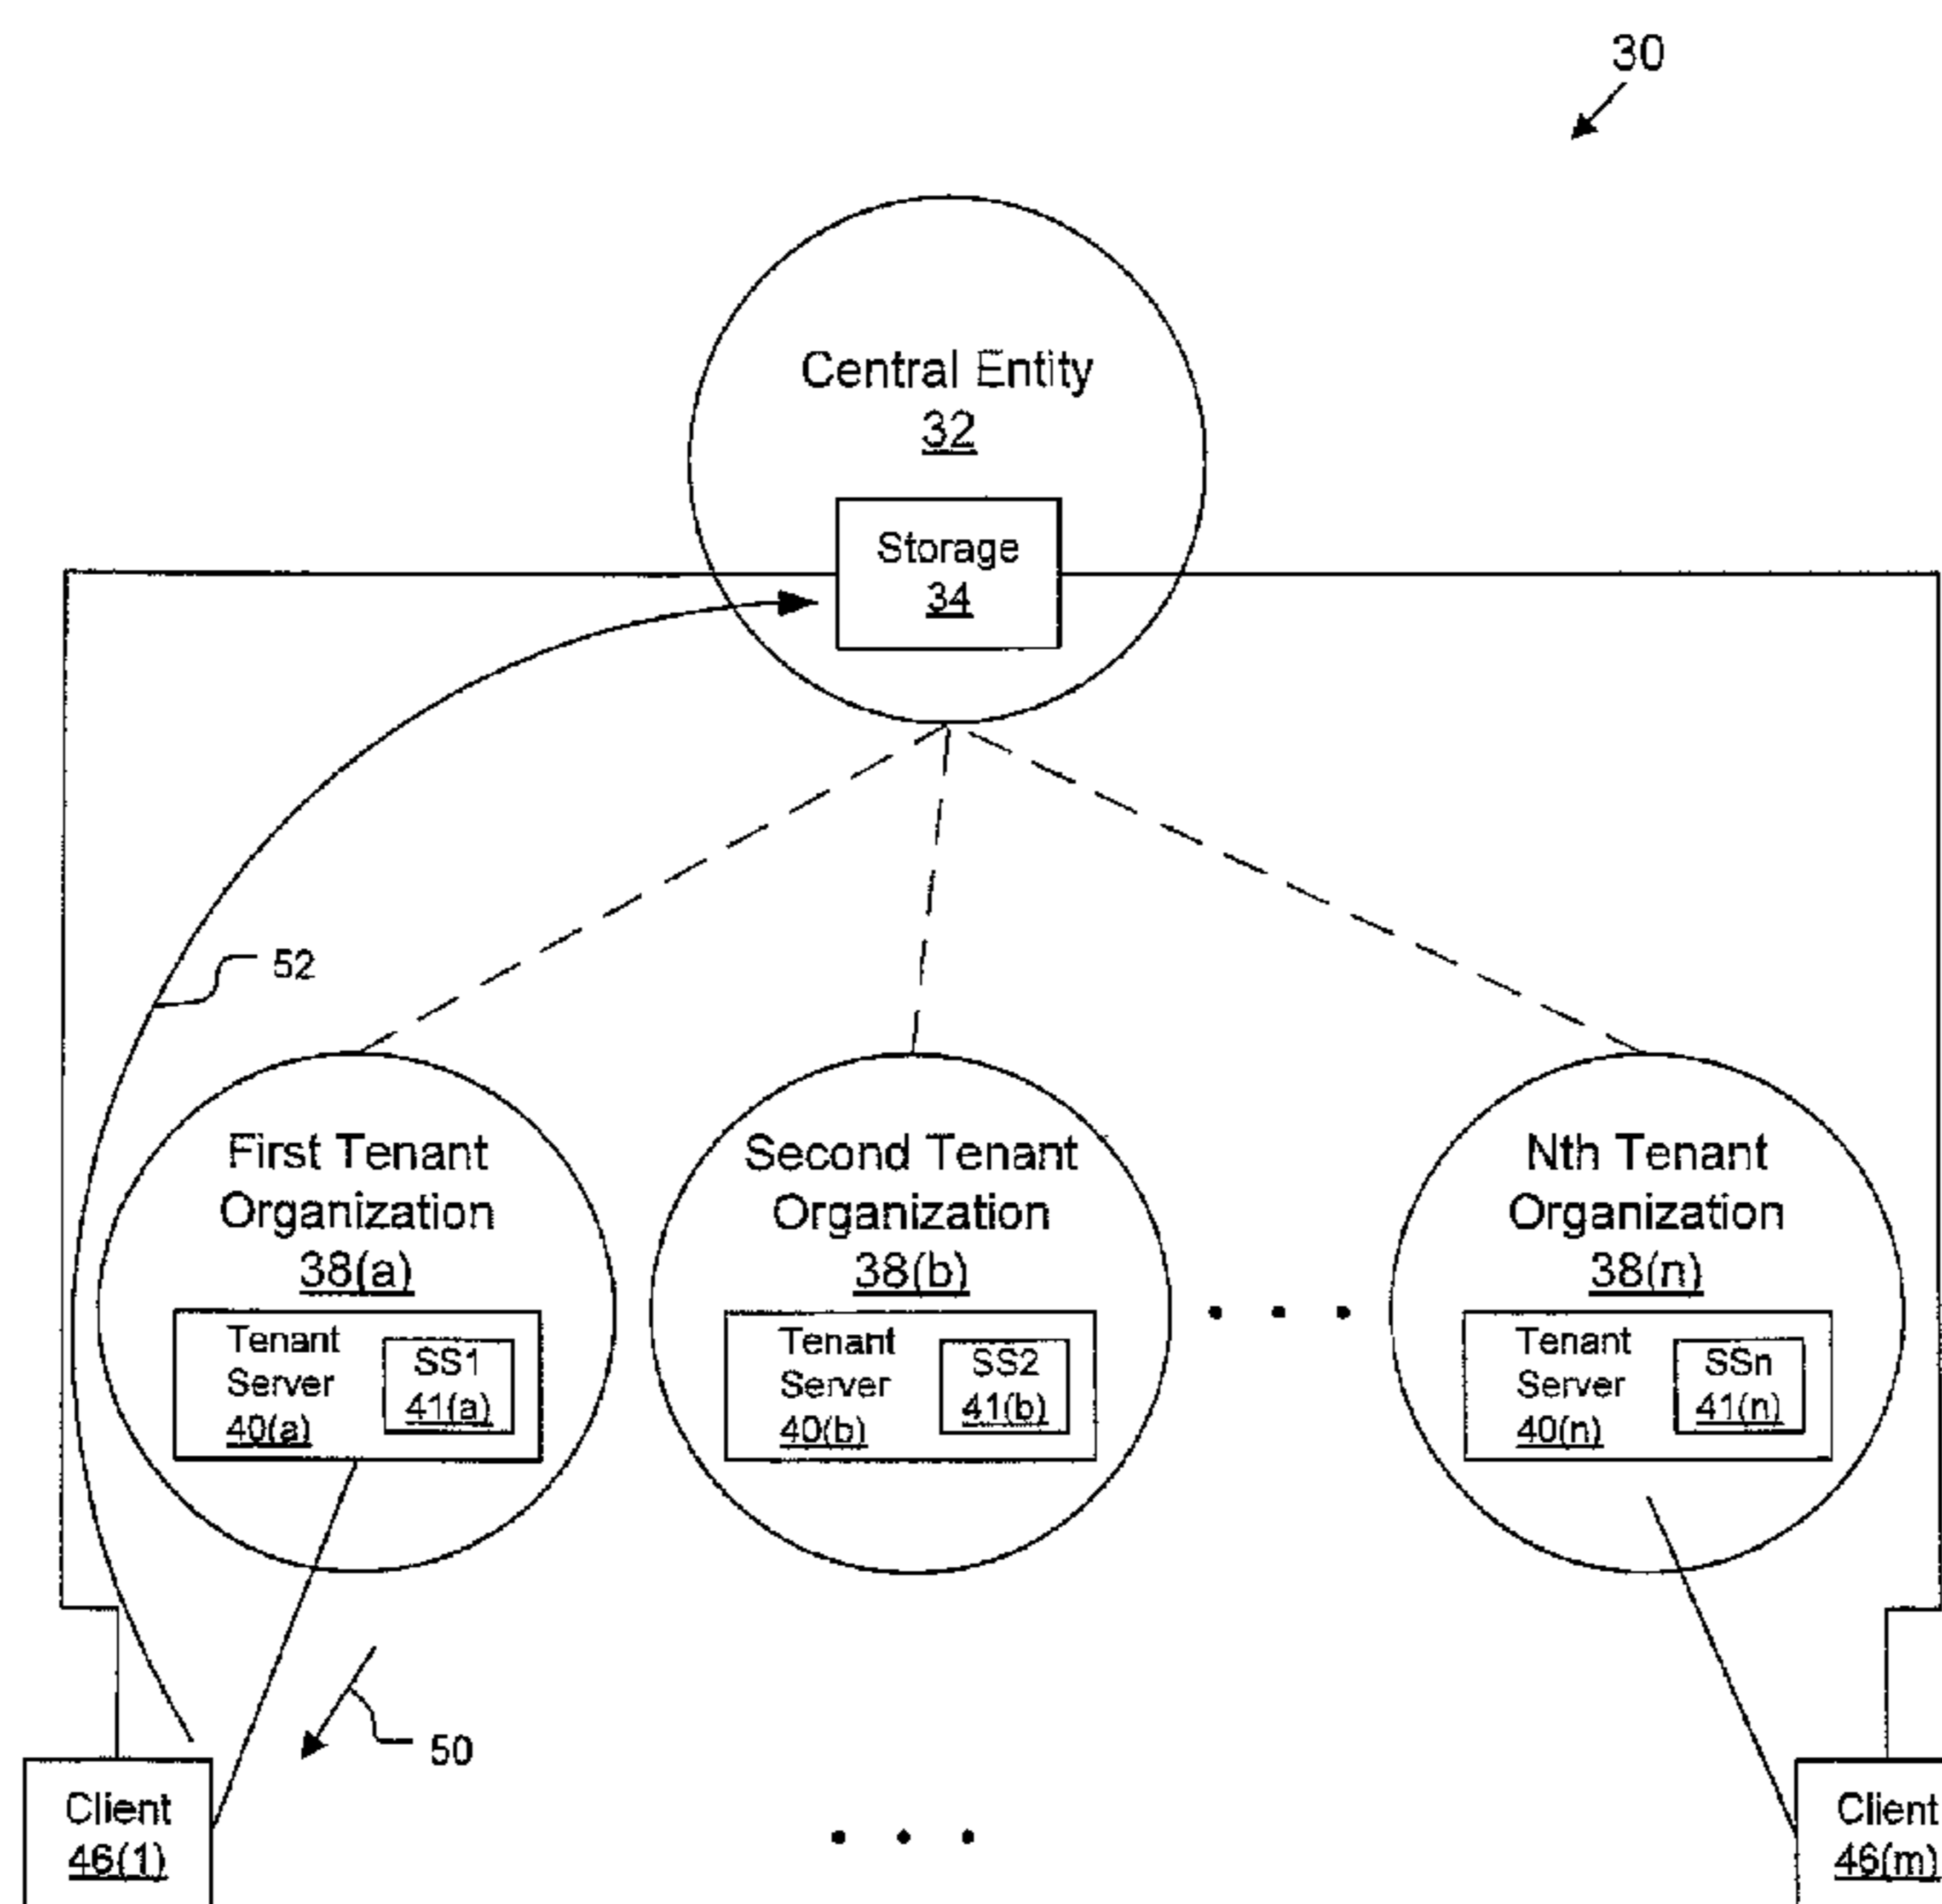 30
Central Entity
32
Storage
34
52
First Tenant
Organization
38(a)
Tenant
Server
40(a)
SS1
41(a)
Second Tenant
Organization
38(b)
Tenant
Server
40(b)
SS2
41(b)
Nth Tenant
Organization
38(n)
Tenant
Server
40(n)
SSn
41(n)
50
Client
46(1)
Client
46(m)